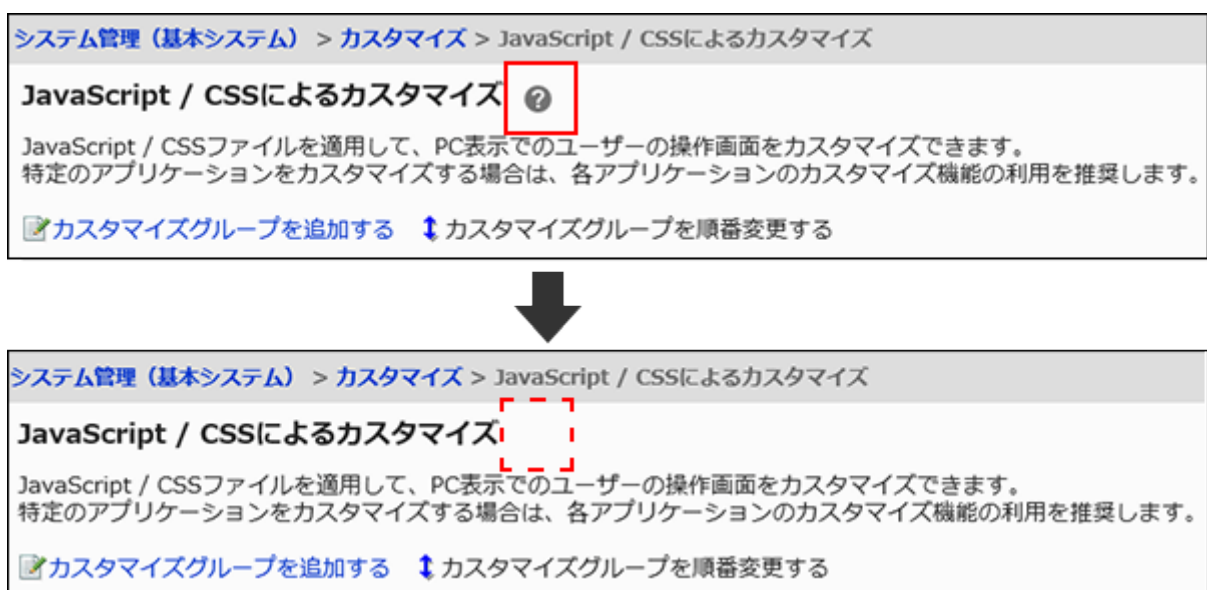 システム管理（基本システム） > カスタマイズ > JavaScript / CSSによるカスタマイズ
JavaScript / CSSによるカスタマイズ ?
JavaScript / CSSファイルを適用して、PC表示でのユーザーの操作画面をカスタマイズできます。
特定のアプリケーションをカスタマイズする場合は、各アプリケーションのカスタマイズ機能の利用を推奨します。
カスタマイズグループを追加する カスタマイズグループを順番変更する
システム管理（基本システム） > カスタマイズ > JavaScript / CSSによるカスタマイズ
JavaScript / CSSによるカスタマイズ
JavaScript / CSSファイルを適用して、PC表示でのユーザーの操作画面をカスタマイズできます。
特定のアプリケーションをカスタマイズする場合は、各アプリケーションのカスタマイズ機能の利用を推奨します。
カスタマイズグループを追加する カスタマイズグループを順番変更する